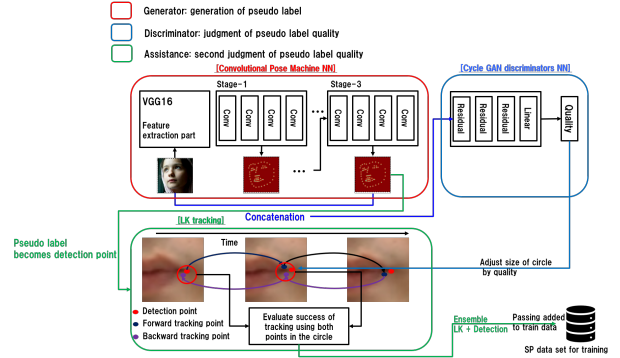 Generator: generation of pseudo label
Discriminator: judgment of pseudo label quality
Assistance: second judgment of pseudo label quality
[Convolutional Pose Machine NN]
[Cycle GAN discriminators NN]
VGG16
Feature
extraction part
Stage-1
Conv
Conv
Conv
Conv
...
Stage-3
Conv
Conv
Conv
Conv
...
Residual
Residual
Residual
Linear
Quality
Concatenation
[LK tracking]
Pseudo label
becomes detection point
Time
Adjust size of circle
by quality
Detection point
Forward tracking point
Backward tracking point
Evaluate success of
tracking using both
points in the circle
Ensemble
LK + Detection
Passing added
to train data
SP data set for training